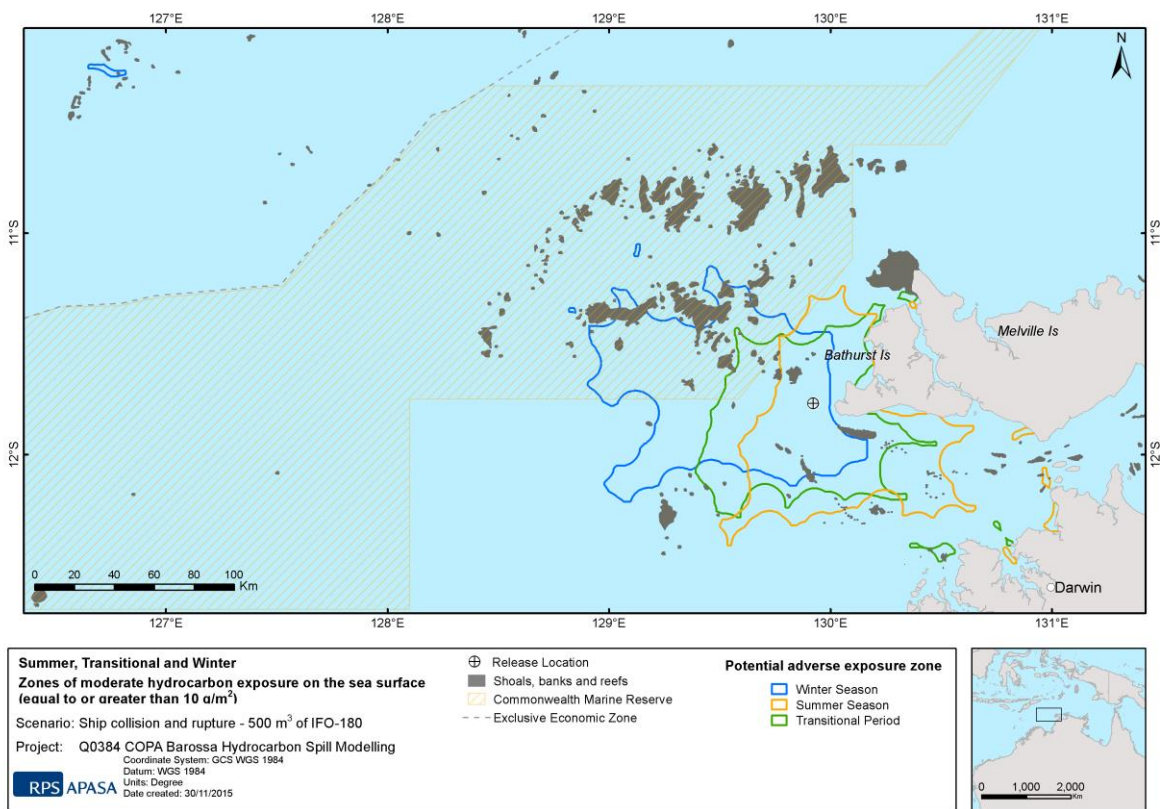 127°E 128°E 129°E 130°E 131°E
N
11°S 11°S
Melville Is
Bathurst Is
12°S 12°S
0 20 40 60 80 100
Km
Darwin
127°E 128°E 129°E 130°E 131°E
Summer, Transitional and Winter
Zones of moderate hydrocarbon exposure on the sea surface
(equal to or greater than 10 g/m²)
Scenario: Ship collision and rupture - 500 m³ of IFO-180
Project: Q0384 COPA Barossa Hydrocarbon Spill Modelling
Coordinate System: GCS WGS 1984
Datum: WGS 1984
Units: Degree
Date created: 30/11/2015
RPS APASA
Release Location
Shoals, banks and reefs
Commonwealth Marine Reserve
Exclusive Economic Zone
Potential adverse exposure zone
Winter Season
Summer Season
Transitional Period
0 1,000 2,000
Km